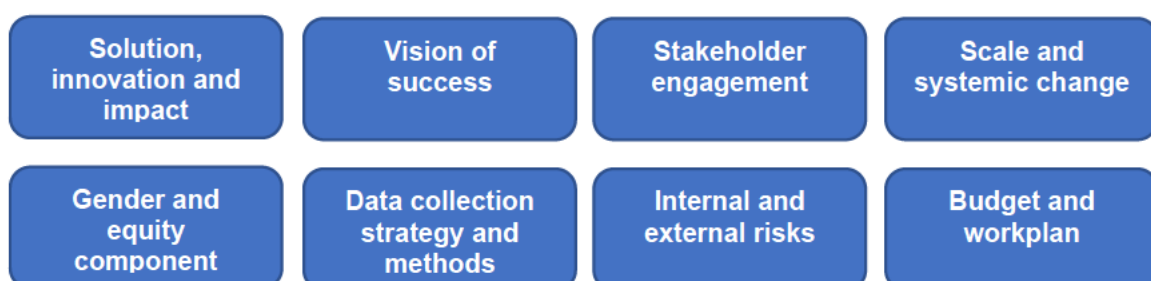 Solution,
innovation and
impact
Vision of
success
Stakeholder
engagement
Scale and
systemic change
Gender and
equity
component
Data collection
strategy and
methods
Internal and
external risks
Budget and
workplan